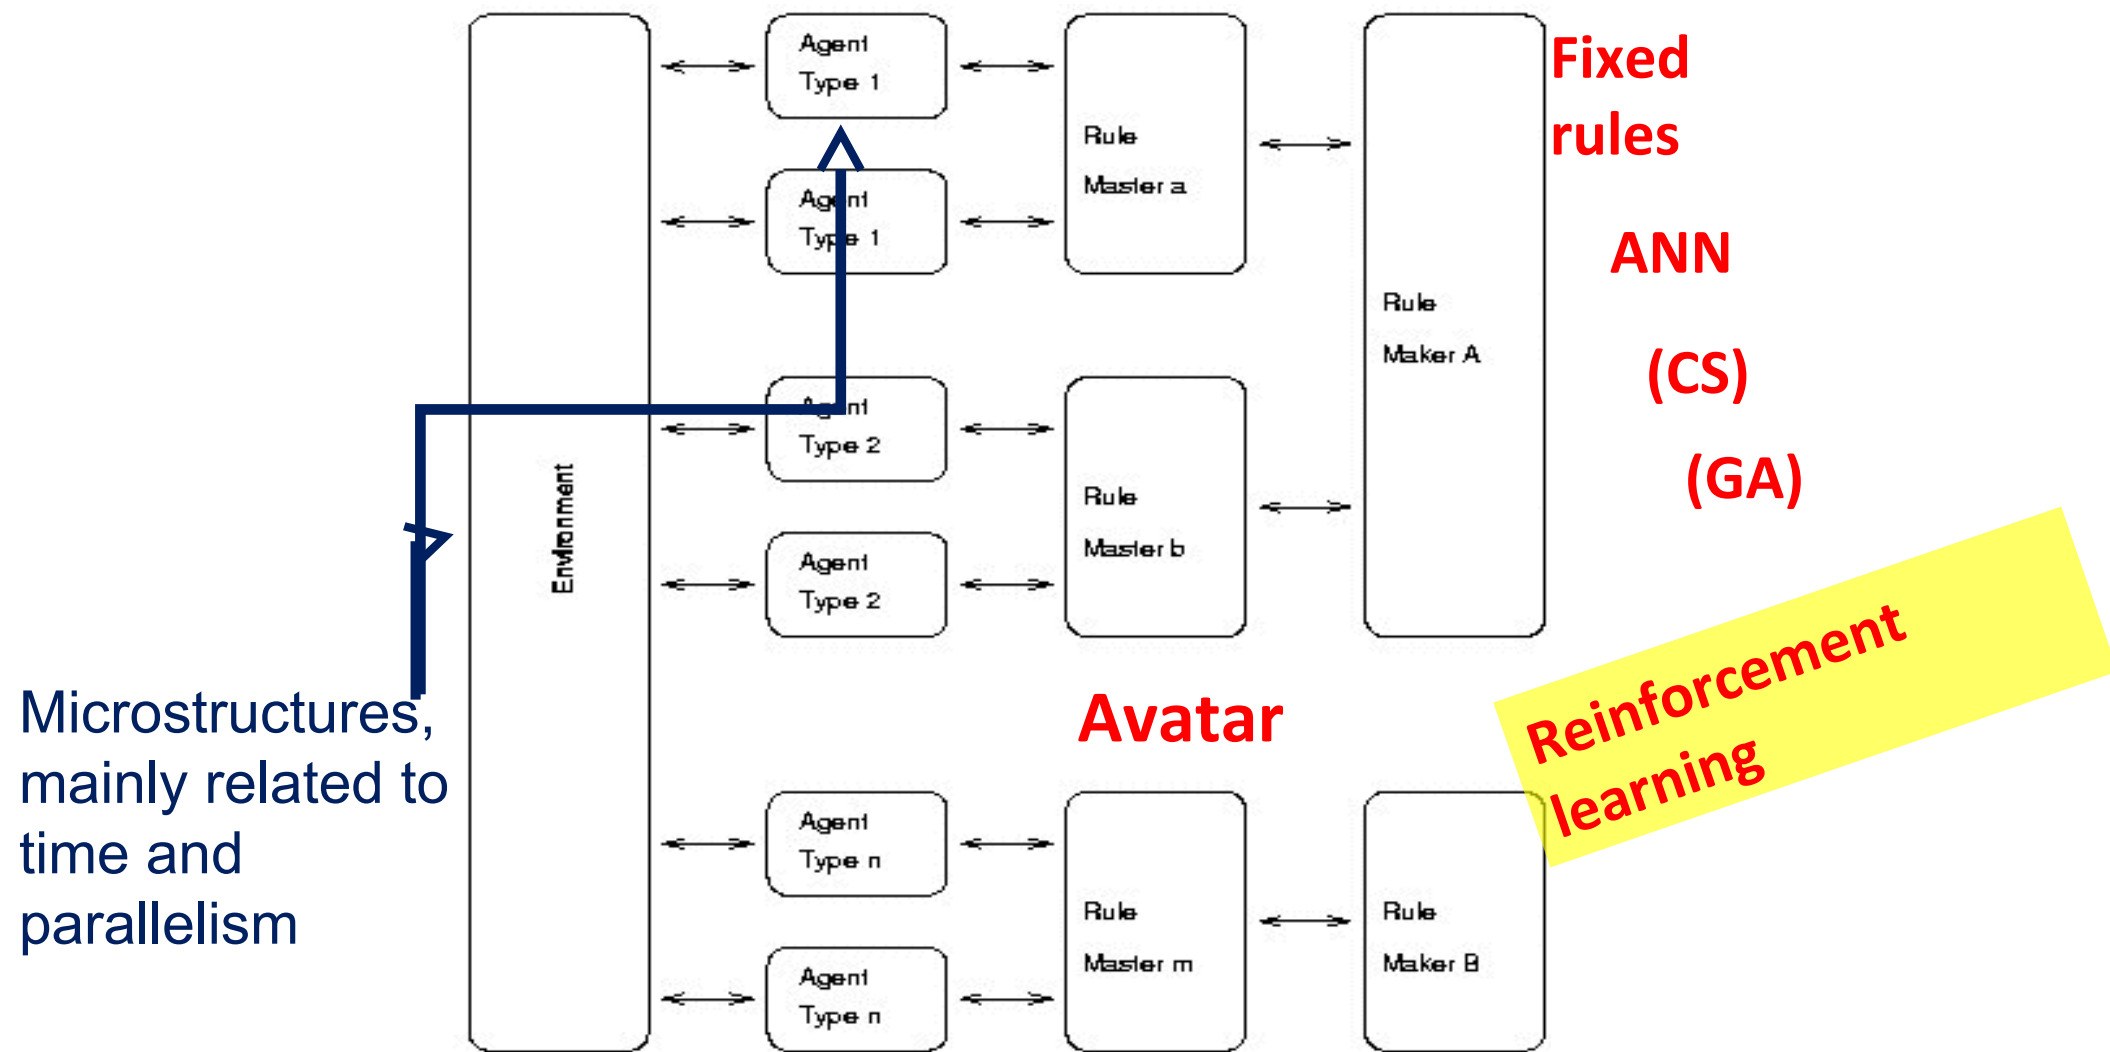 Environment
Agent
Type 1
Agent
Type 1
Agent
Type 2
Agent
Type 2
Agent
Type n
Agent
Type n
Rule
Master a
Rule
Master b
Rule
Master m
Rule
Maker A
Rule
Maker B
Fixed
rules
ANN
(CS)
(GA)
Reinforcement
learning
Avatar
Microstructures,
mainly related to
time and
parallelism